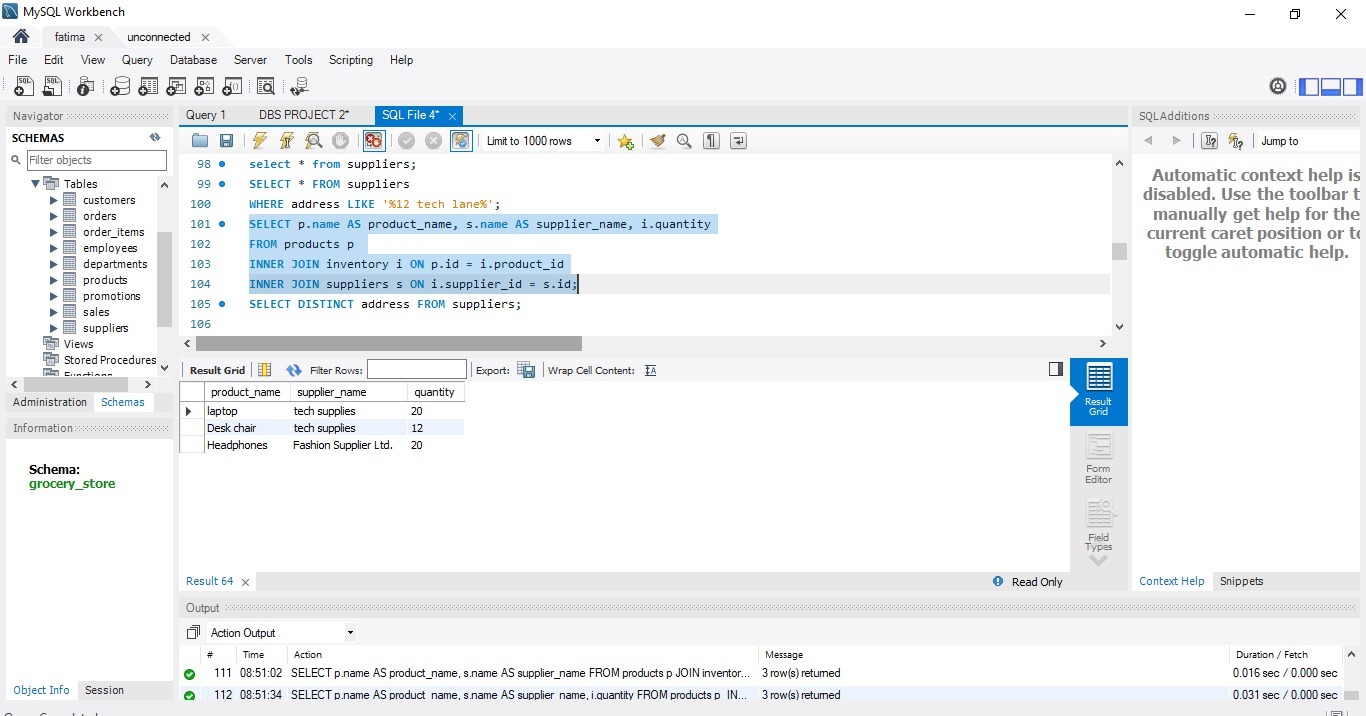 MySQL Workbench
fatima
unconnected
File Edit View Query Database Server Tools Scripting Help
Navigator
SCHEMAS
Filter objects
Tables
customers
orders
order_items
employees
departments
products
promotions
sales
suppliers
Views
Stored Procedures
Administration Schemas
Information
Schema:
grocery_store
Object Info Session
Query 1 DBS PROJECT 2* SQL File 4*
Limit to 1000 rows
98 select * from suppliers;
99 SELECT * FROM suppliers
100 WHERE address LIKE '%12 tech lane%';
101 SELECT p.name AS product_name, s.name AS supplier_name, i.quantity
102 FROM products p
103 INNER JOIN inventory i ON p.id = i.product_id
104 INNER JOIN suppliers s ON i.supplier_id = s.id;
105 SELECT DISTINCT address FROM suppliers;
106
Result Grid Filter Rows: Export: Wrap Cell Content:
product_name supplier_name quantity
laptop tech supplies 20
Desk chair tech supplies 12
Headphones Fashion Supplier Ltd. 20
Result
Grid
Form
Editor
Field
Types
Result 64
Read Only
Output
Action Output
# Time Action Message Duration / Fetch
111 08:51:02 SELECT p.name AS product_name, s.name AS supplier_name FROM products p JOIN inventor... 3 row(s) returned 0.016 sec / 0.000 sec
112 08:51:34 SELECT p.name AS product_name, s.name AS supplier_name, i.quantity FROM products p IN... 3 row(s) returned 0.031 sec / 0.000 sec
SQLAdditions
Jump to
Automatic context help is
disabled. Use the toolbar t
manually get help for the
current caret position or to
toggle automatic help.
Context Help Snippets